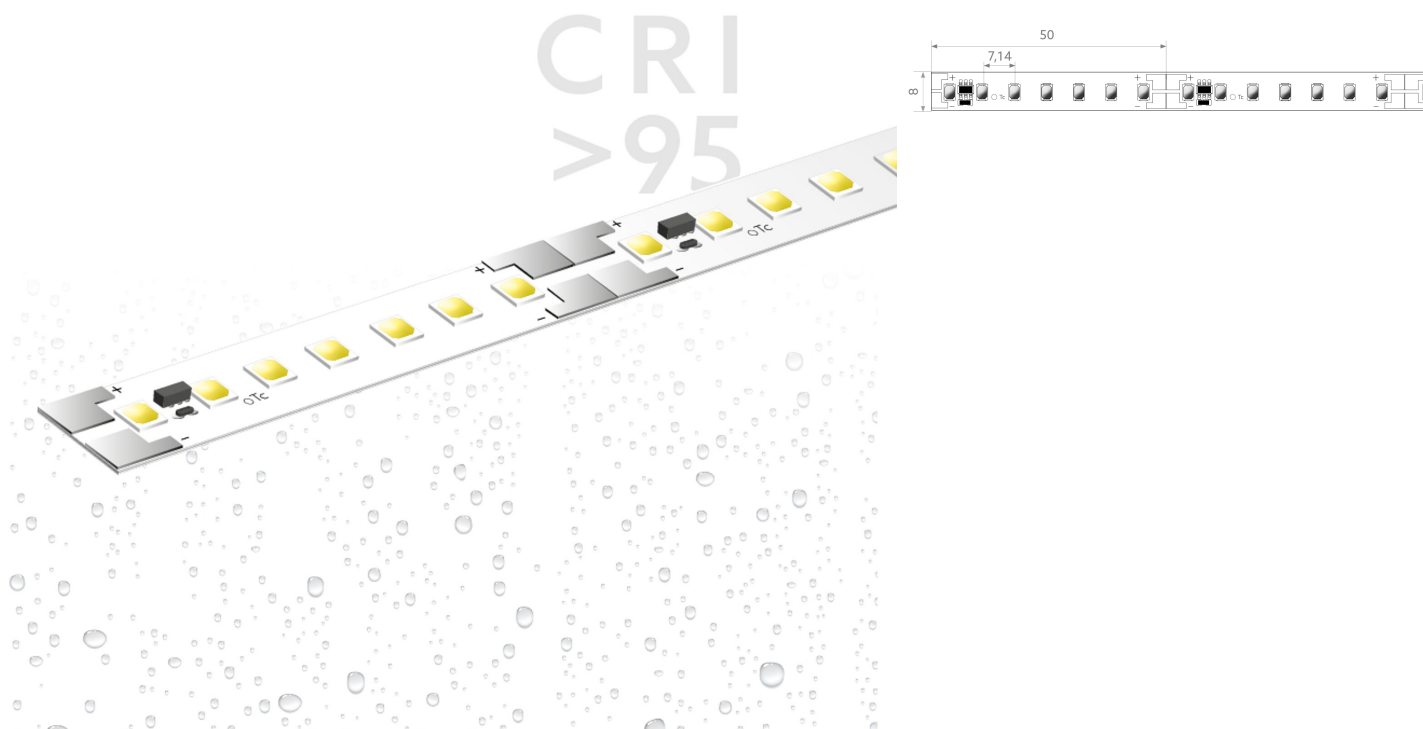 CRI
>95
50
7,14
8
+ + + +
Tc Tc
- - - -
+
Tc
+
-
+
Tc
-
-